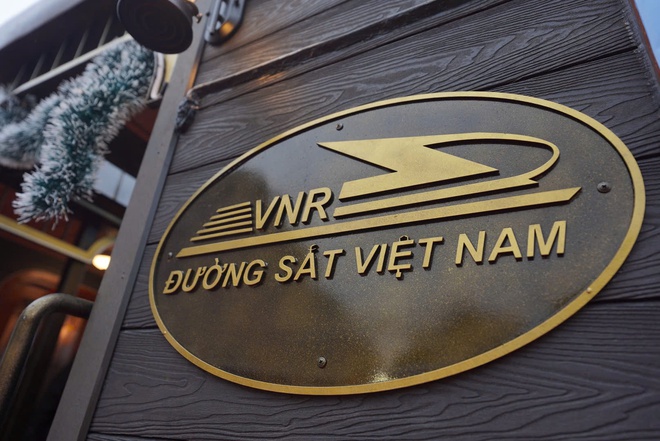 VNR
ĐƯỜNG SẮT VIỆT NAM